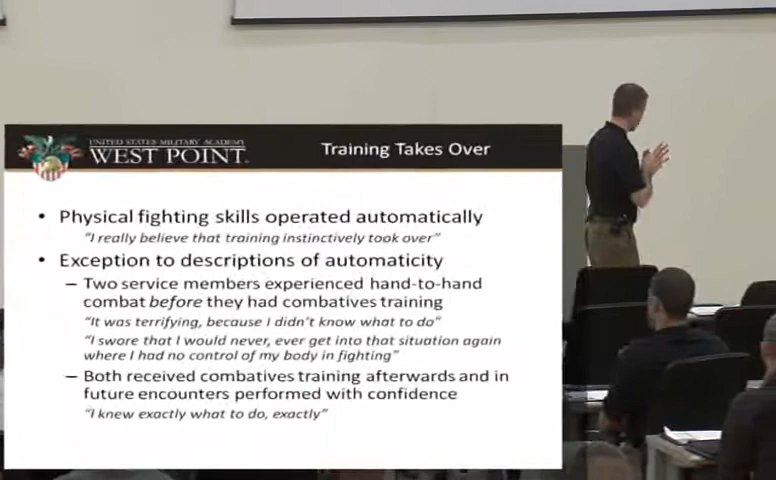 UNITED STATES MILITARY ACADEMY
WEST POINT.
Training Takes Over
• Physical fighting skills operated automatically
"I really believe that training instinctively took over"
• Exception to descriptions of automaticity
– Two service members experienced hand-to-hand
combat before they had combatives training
"It was terrifying, because I didn't know what to do"
"I swore that I would never, ever get into that situation again
where I had no control of my body in fighting"
– Both received combatives training afterwards and in
future encounters performed with confidence
"I knew exactly what to do, exactly"